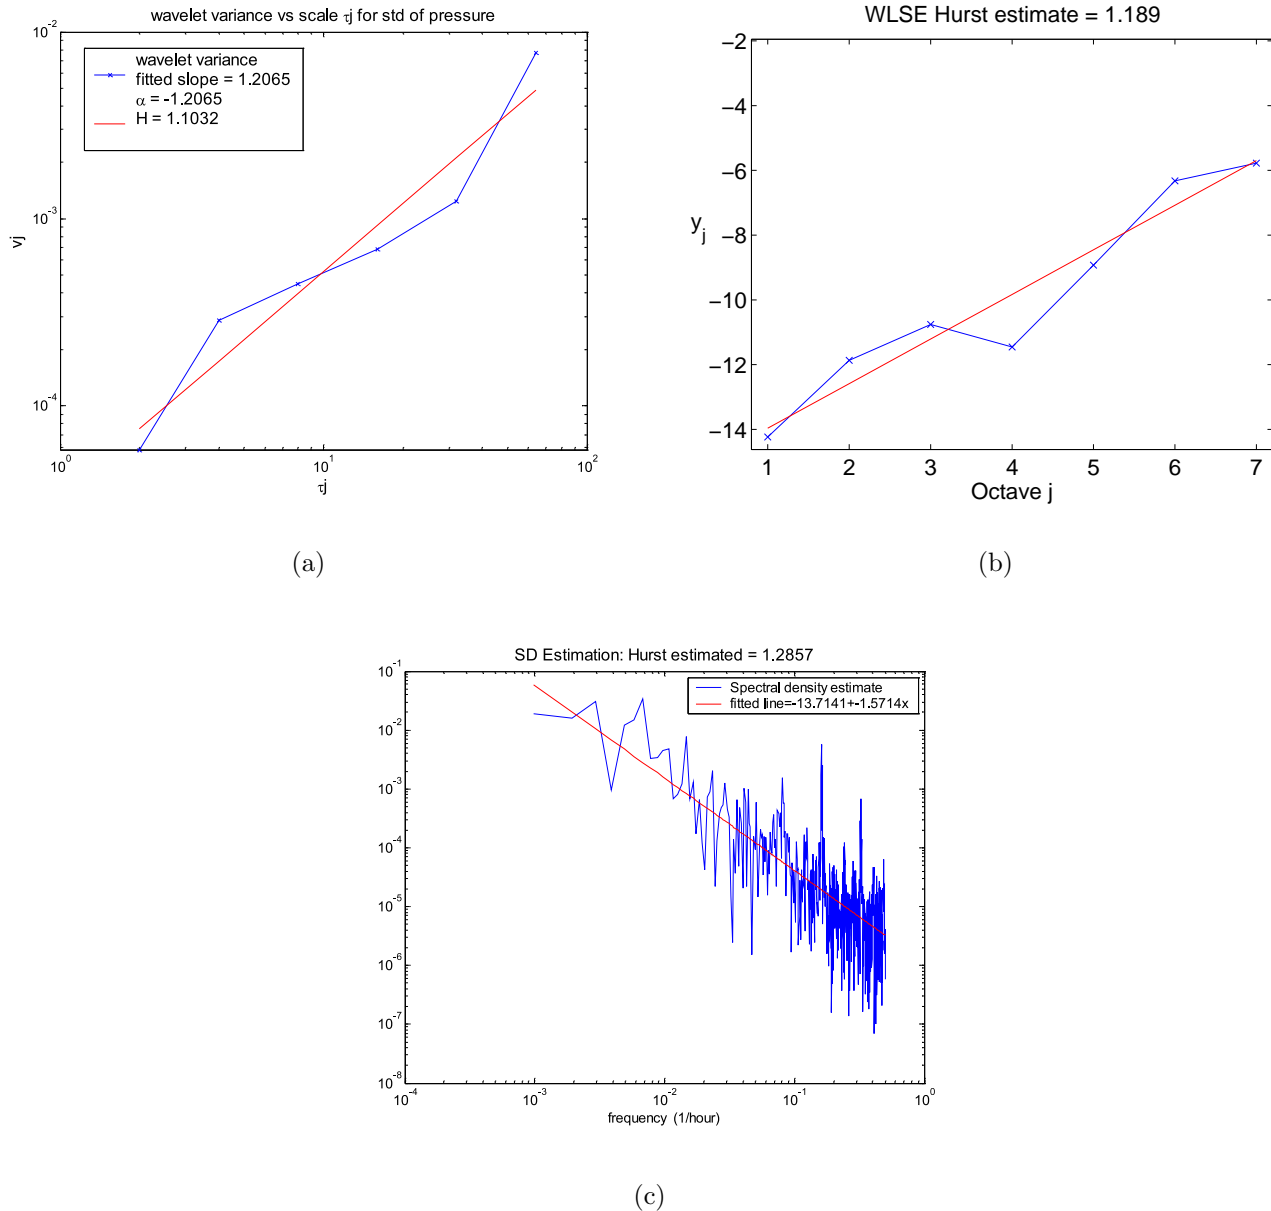 wavelet variance vs scale τj for std of pressure
10^-2
10^-3
10^-4
vj
wavelet variance
fitted slope = 1.2065
α = -1.2065
H = 1.1032
10^0
10^1
10^2
τj
(a)
WLSE Hurst estimate = 1.189
−2
−4
−6
−8
−10
−12
−14
y_j
1 2 3 4 5 6 7
Octave j
(b)
SD Estimation: Hurst estimated = 1.2857
10^-1
10^-2
10^-3
10^-4
10^-5
10^-6
10^-7
10^-8
Spectral density estimate
fitted line=-13.7141+-1.5714x
10^-4
10^-3
10^-2
10^-1
10^0
frequency (1/hour)
(c)